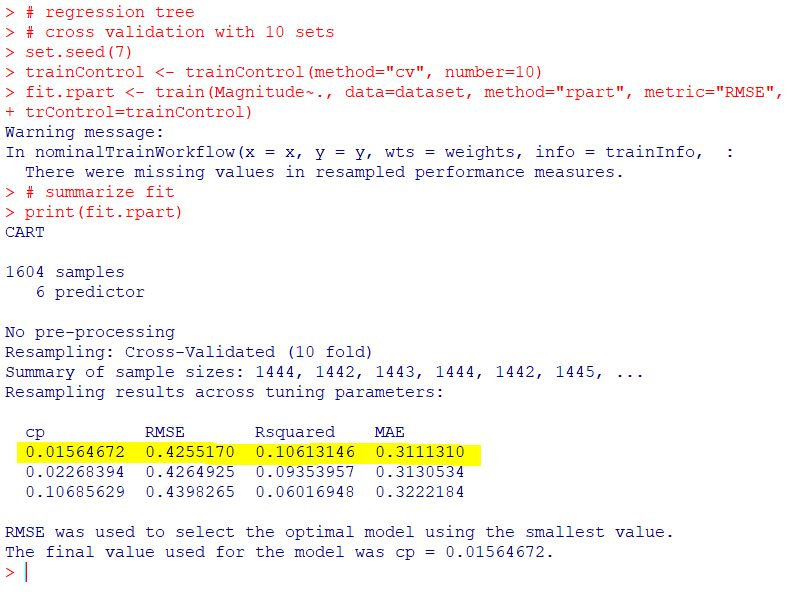 > # regression tree
> # cross validation with 10 sets
> set.seed(7)
> trainControl <- trainControl(method="cv", number=10)
> fit.rpart <- train(Magnitude~., data=dataset, method="rpart", metric="RMSE",
+ trControl=trainControl)
Warning message:
In nominalTrainWorkflow(x = x, y = y, wts = weights, info = trainInfo,  :
  There were missing values in resampled performance measures.
> # summarize fit
> print(fit.rpart)
CART

1604 samples
   6 predictor

No pre-processing
Resampling: Cross-Validated (10 fold)
Summary of sample sizes: 1444, 1442, 1443, 1444, 1442, 1445, ...
Resampling results across tuning parameters:

  cp          RMSE       Rsquared    MAE
  0.01564672  0.4255170  0.10613146  0.3111310
  0.02268394  0.4264925  0.09353957  0.3130534
  0.10685629  0.4398265  0.06016948  0.3222184

RMSE was used to select the optimal model using the smallest value.
The final value used for the model was cp = 0.01564672.
>